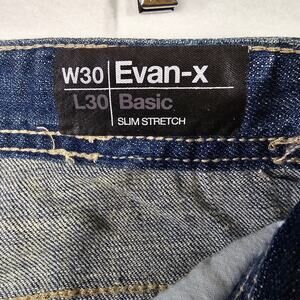 W30 Evan-x
L30 Basic
SLIM STRETCH